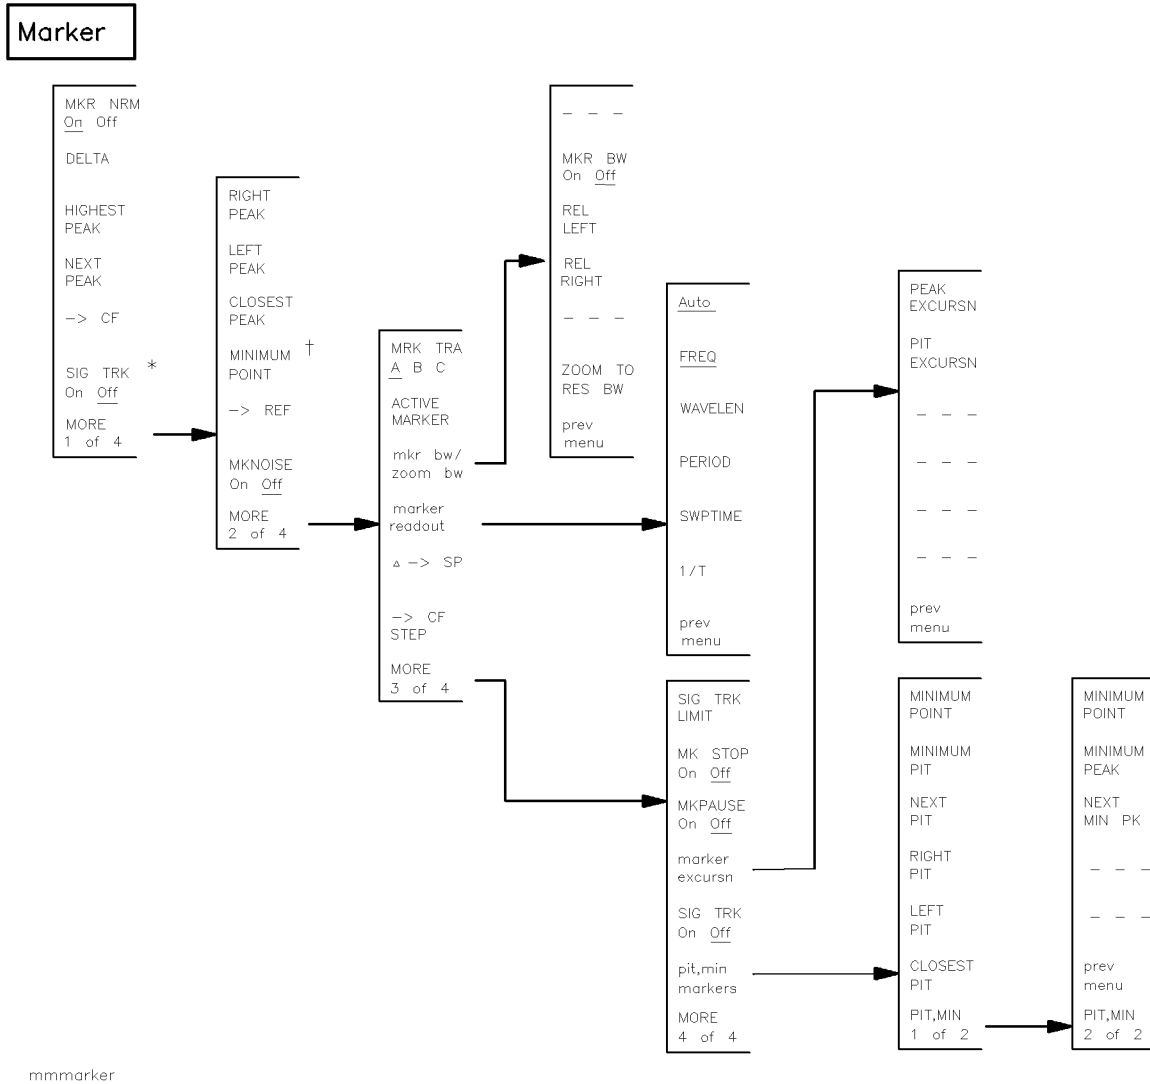 Marker
MKR NRM
On Off
DELTA
HIGHEST
PEAK
NEXT
PEAK
-> CF
SIG TRK *
On Off
MORE
1 of 4
RIGHT
PEAK
LEFT
PEAK
CLOSEST
PEAK
MINIMUM †
POINT
-> REF
MKNOISE
On Off
MORE
2 of 4
MRK TRA
A B C
ACTIVE
MARKER
mkr bw/
zoom bw
marker
readout
△ -> SP
-> CF
STEP
MORE
3 of 4
– – –
MKR BW
On Off
REL
LEFT
REL
RIGHT
– – –
ZOOM TO
RES BW
prev
menu
Auto
FREQ
WAVELEN
PERIOD
SWPTIME
1/T
prev
menu
SIG TRK
LIMIT
MK STOP
On Off
MKPAUSE
On Off
marker
excursn
SIG TRK
On Off
pit,min
markers
MORE
4 of 4
PEAK
EXCURSN
PIT
EXCURSN
– – –
– – –
– – –
– – –
prev
menu
MINIMUM
POINT
MINIMUM
PIT
NEXT
PIT
RIGHT
PIT
LEFT
PIT
CLOSEST
PIT
PIT,MIN
1 of 2
MINIMUM
POINT
MINIMUM
PEAK
NEXT
MIN PK
– – –
– – –
prev
menu
PIT,MIN
2 of 2
mmmarker